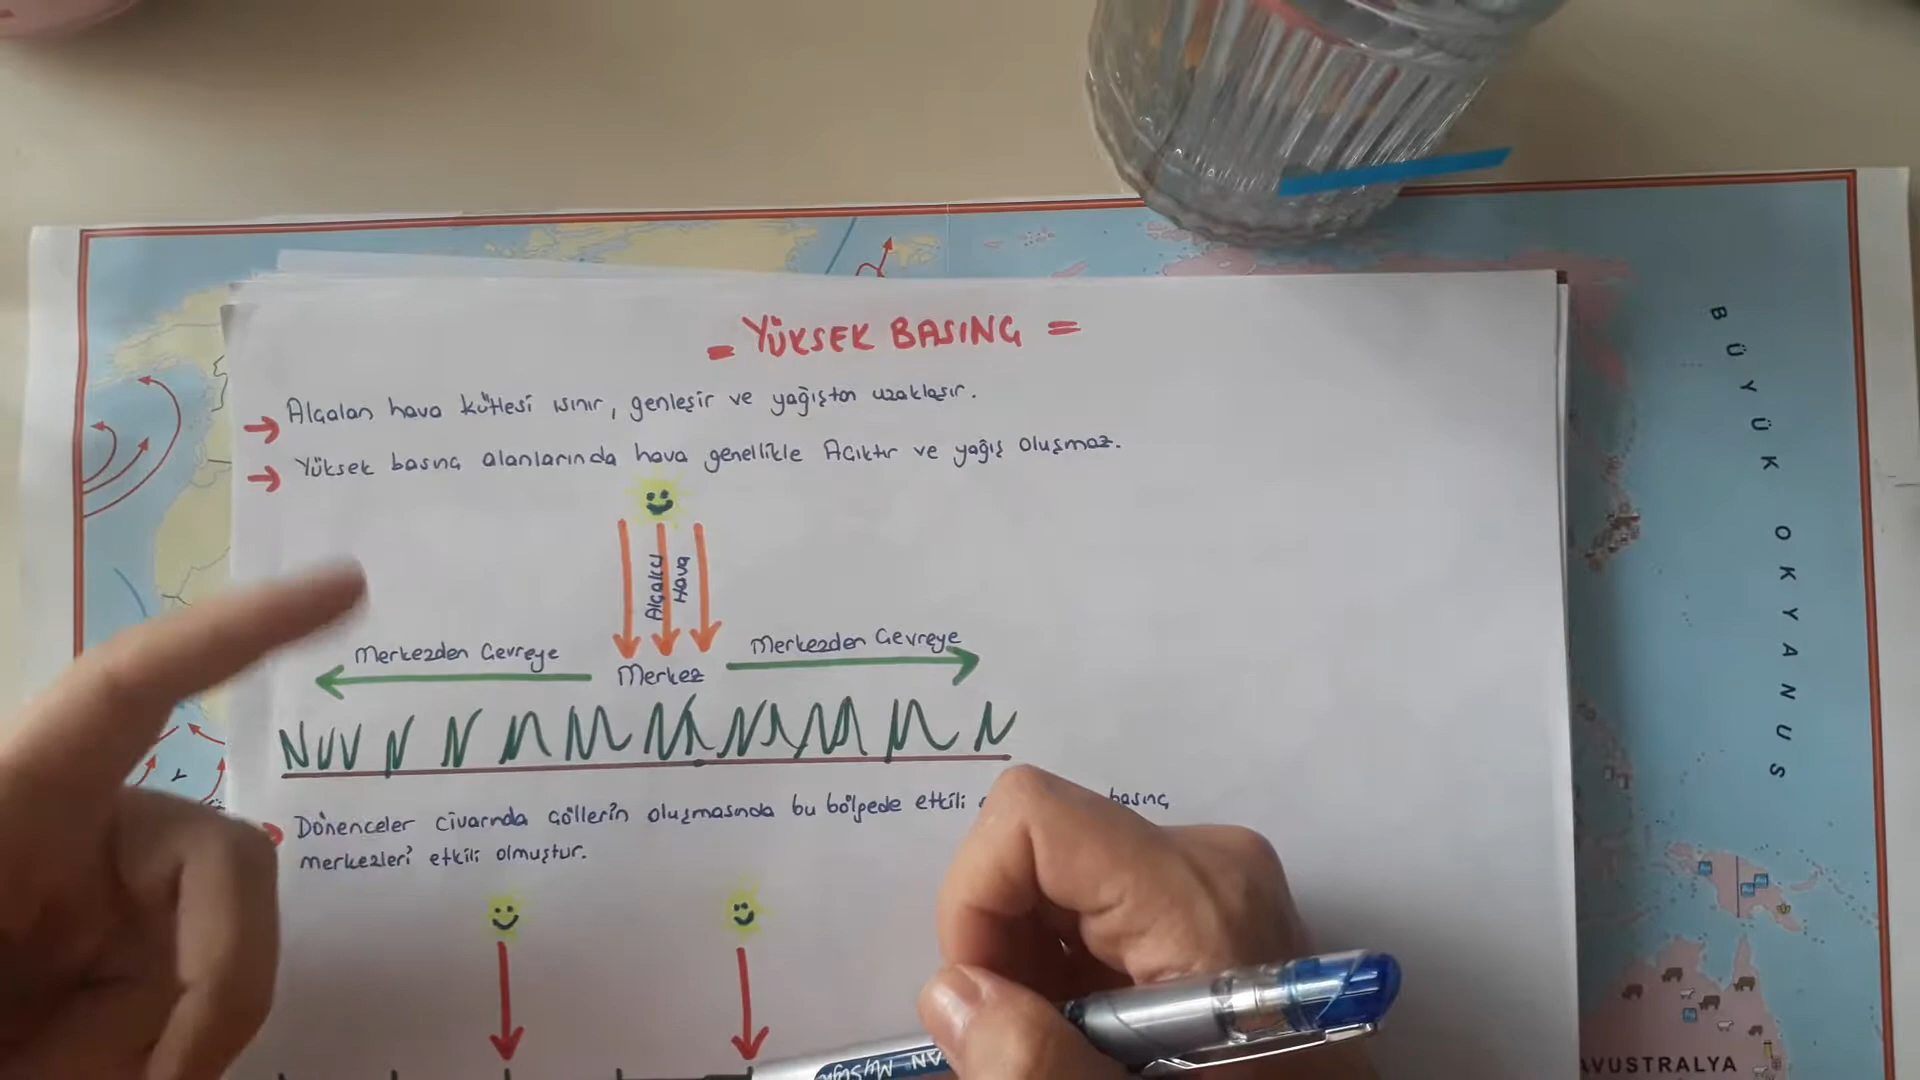 = YÜKSEK BASINÇ =
→ Alçalan hava kütlesi ısınır, genleşir ve yağıştan uzaklaşır.
→ Yüksek basınç alanlarında hava genellikle Açıktır ve yağış oluşmaz.
Alçalıcı
Hava
Merkezden Çevreye
Merkez
Merkezden Çevreye
Dönenceler civarında çöllerin oluşmasında bu bölgede etkili basınç
merkezleri etkili olmuştur.
BÜYÜK OKYANUS
AVUSTRALYA